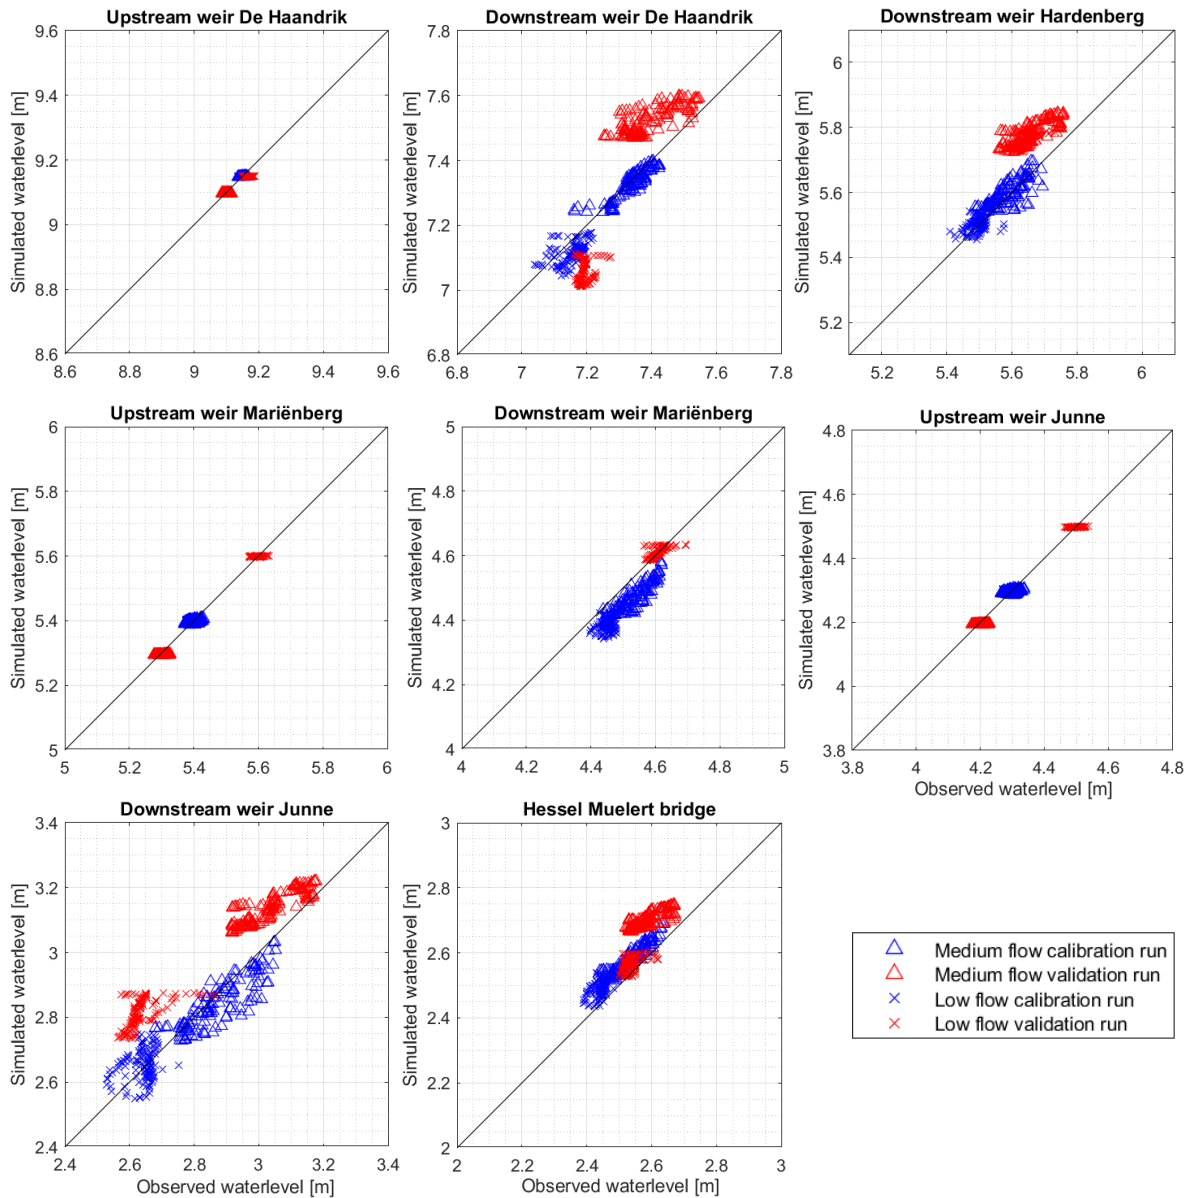 Upstream weir De Haandrik
Simulated waterlevel [m]
9.6
9.4
9.2
9
8.8
8.6
8.6 8.8 9 9.2 9.4 9.6
Downstream weir De Haandrik
Simulated waterlevel [m]
7.8
7.6
7.4
7.2
7
6.8
6.8 7 7.2 7.4 7.6 7.8
Downstream weir Hardenberg
Simulated waterlevel [m]
6
5.8
5.6
5.4
5.2
5.2 5.4 5.6 5.8 6
Upstream weir Mariënberg
Simulated waterlevel [m]
6
5.8
5.6
5.4
5.2
5
5 5.2 5.4 5.6 5.8 6
Downstream weir Mariënberg
Simulated waterlevel [m]
5
4.8
4.6
4.4
4.2
4
4 4.2 4.4 4.6 4.8 5
Upstream weir Junne
Simulated waterlevel [m]
4.8
4.6
4.4
4.2
4
3.8
3.8 4 4.2 4.4 4.6 4.8
Observed waterlevel [m]
Downstream weir Junne
Simulated waterlevel [m]
3.4
3.2
3
2.8
2.6
2.4
2.4 2.6 2.8 3 3.2 3.4
Observed waterlevel [m]
Hessel Muelert bridge
Simulated waterlevel [m]
3
2.8
2.6
2.4
2.2
2
2 2.2 2.4 2.6 2.8 3
Observed waterlevel [m]
Medium flow calibration run
Medium flow validation run
Low flow calibration run
Low flow validation run